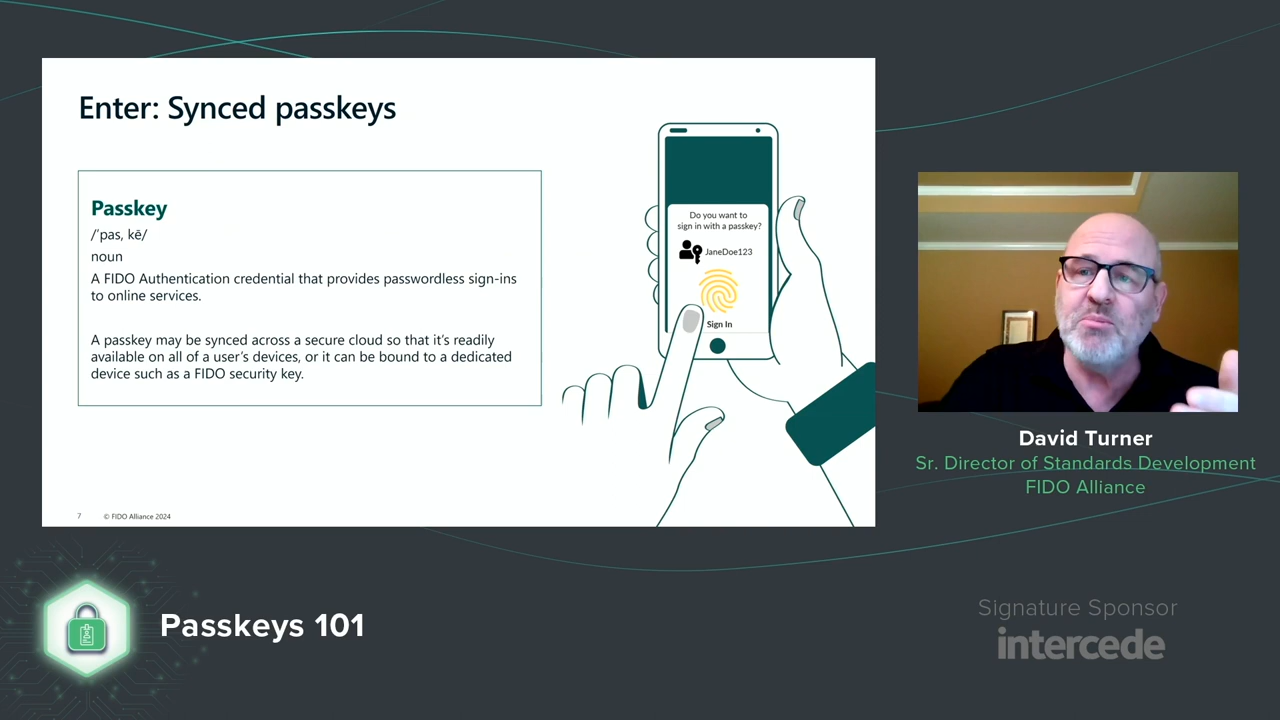 Enter: Synced passkeys
Passkey
/'pas, kē/
noun
A FIDO Authentication credential that provides passwordless sign-ins
to online services.
A passkey may be synced across a secure cloud so that it's readily
available on all of a user's devices, or it can be bound to a dedicated
device such as a FIDO security key.
Do you want to
sign in with a passkey?
JaneDoe123
Sign In
7 © FIDO Alliance 2024
David Turner
Sr. Director of Standards Development
FIDO Alliance
Passkeys 101
Signature Sponsor
intercede